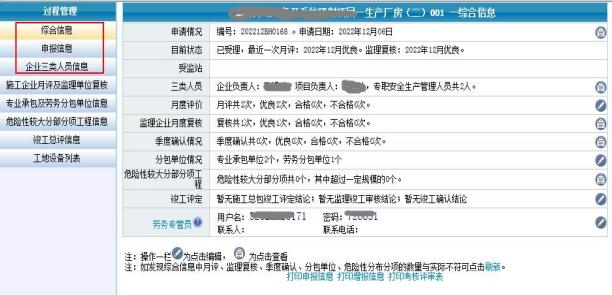 过程管理
综合信息
申报信息
企业三类人员信息
施工企业月评及监理单位复核
专业承包及劳务分包单位信息
危险性较大部分分项工程信息
竣工总评信息
工地设备列表
项目—生产厂房（二）001 —综合信息
申请情况 编号：202212BH0168 。申请日期：2022年12月06日
目前状态 已受理，最近一次月评：2022年12月优良。监理复核：2022年12月优良。
受监站
三类人员 企业负责人： 项目负责人： ，专职安全生产管理人员共2人。
月度评价 月评共2次，优良2次，合格0次，不合格0次。
监理企业月度复核 复核共1次，优良1次，合格0次，不合格0次。
季度确认情况 季度确认共0次，优良0次，合格0次，不合格0次。
分包单位情况 专业承包单位2个，劳务分包单位1个
危险性较大部分分项工程 危险性较大部分分项共0个，其中超过一定规模的0个。
竣工评定 暂无施工总包竣工评定结论；暂无监理竣工审核结论；暂无竣工确认结论
劳务专管员 用户名： 密码：
联系人： 联系电话：
注：操作一栏 为点击编辑， 为点击查看
注：如发现综合信息中月评、监理复核、季度确认、分包单位、危险性分布分项的数量与实际不符可点击刷新。
打印申报信息 打印增报信息 打印考核评审表